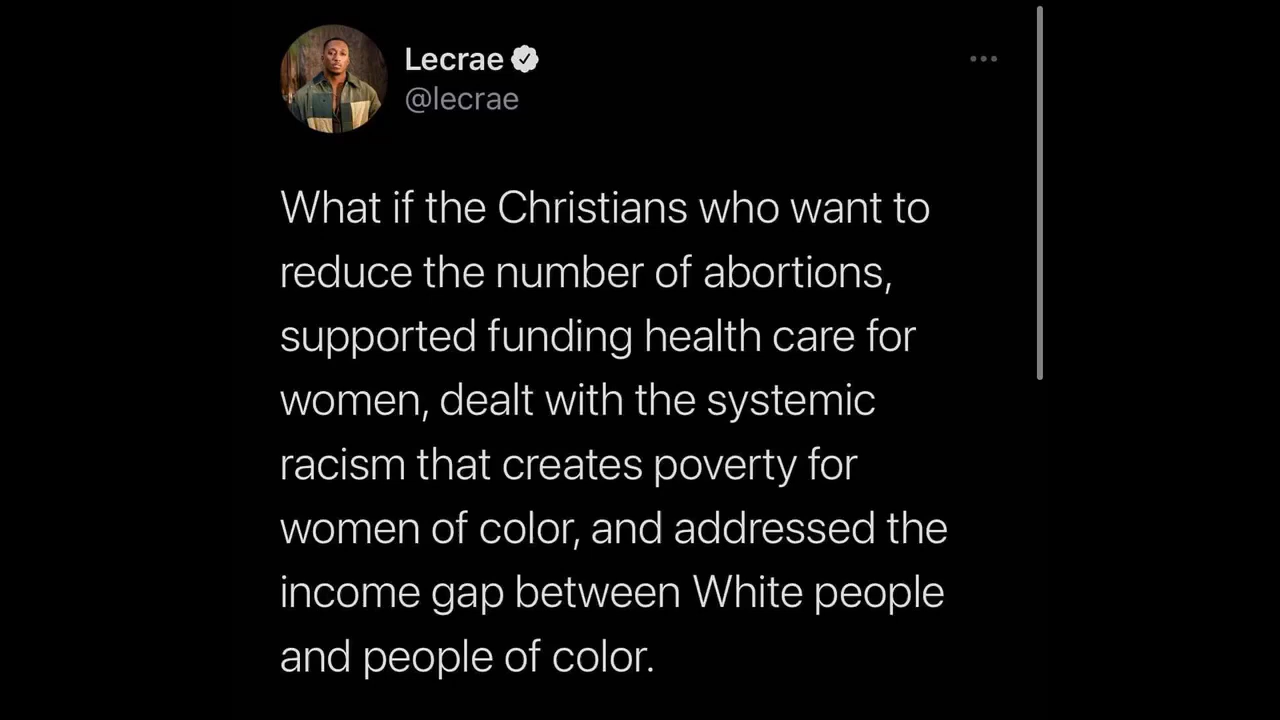 Lecrae
@lecrae
What if the Christians who want to
reduce the number of abortions,
supported funding health care for
women, dealt with the systemic
racism that creates poverty for
women of color, and addressed the
income gap between White people
and people of color.